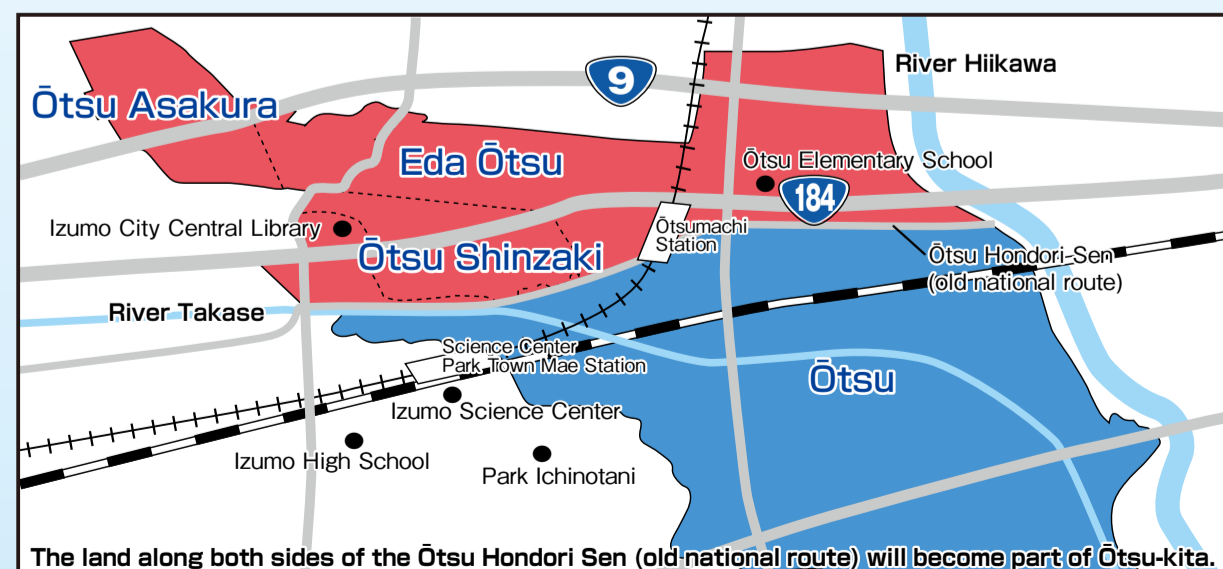 9
River Hiikawa
Ōtsu Asakura
Eda Ōtsu
Ōtsu Elementary School
184
Izumo City Central Library
Ōtsumachi
Station
Ōtsu Shinzaki
Ōtsu Hondori Sen
(old national route)
River Takase
Science Center
Park Town Mae Station
Ōtsu
Izumo Science Center
Izumo High School
Park Ichinotani
The land along both sides of the Ōtsu Hondori Sen (old national route) will become part of Ōtsu-kita.